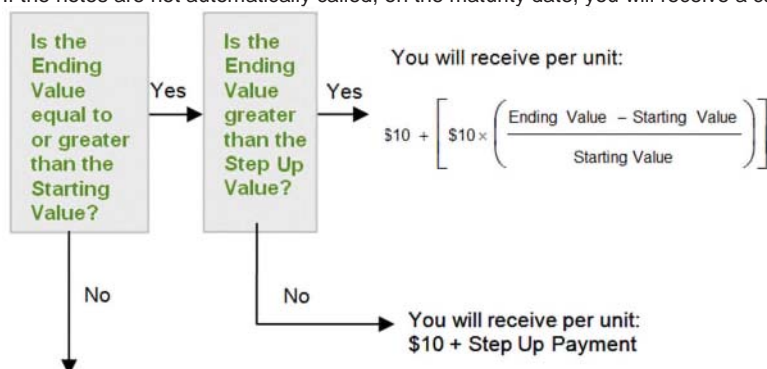 If the notes are not automatically called, on the maturity date, you will receive a
Is the
Ending
Value
equal to
or greater
than the
Starting
Value?
Yes
Is the
Ending
Value
greater
than the
Step Up
Value?
Yes
You will receive per unit:
$10 + [ $10 × ( Ending Value – Starting Value
Starting Value ) ]
No
No
You will receive per unit:
$10 + Step Up Payment